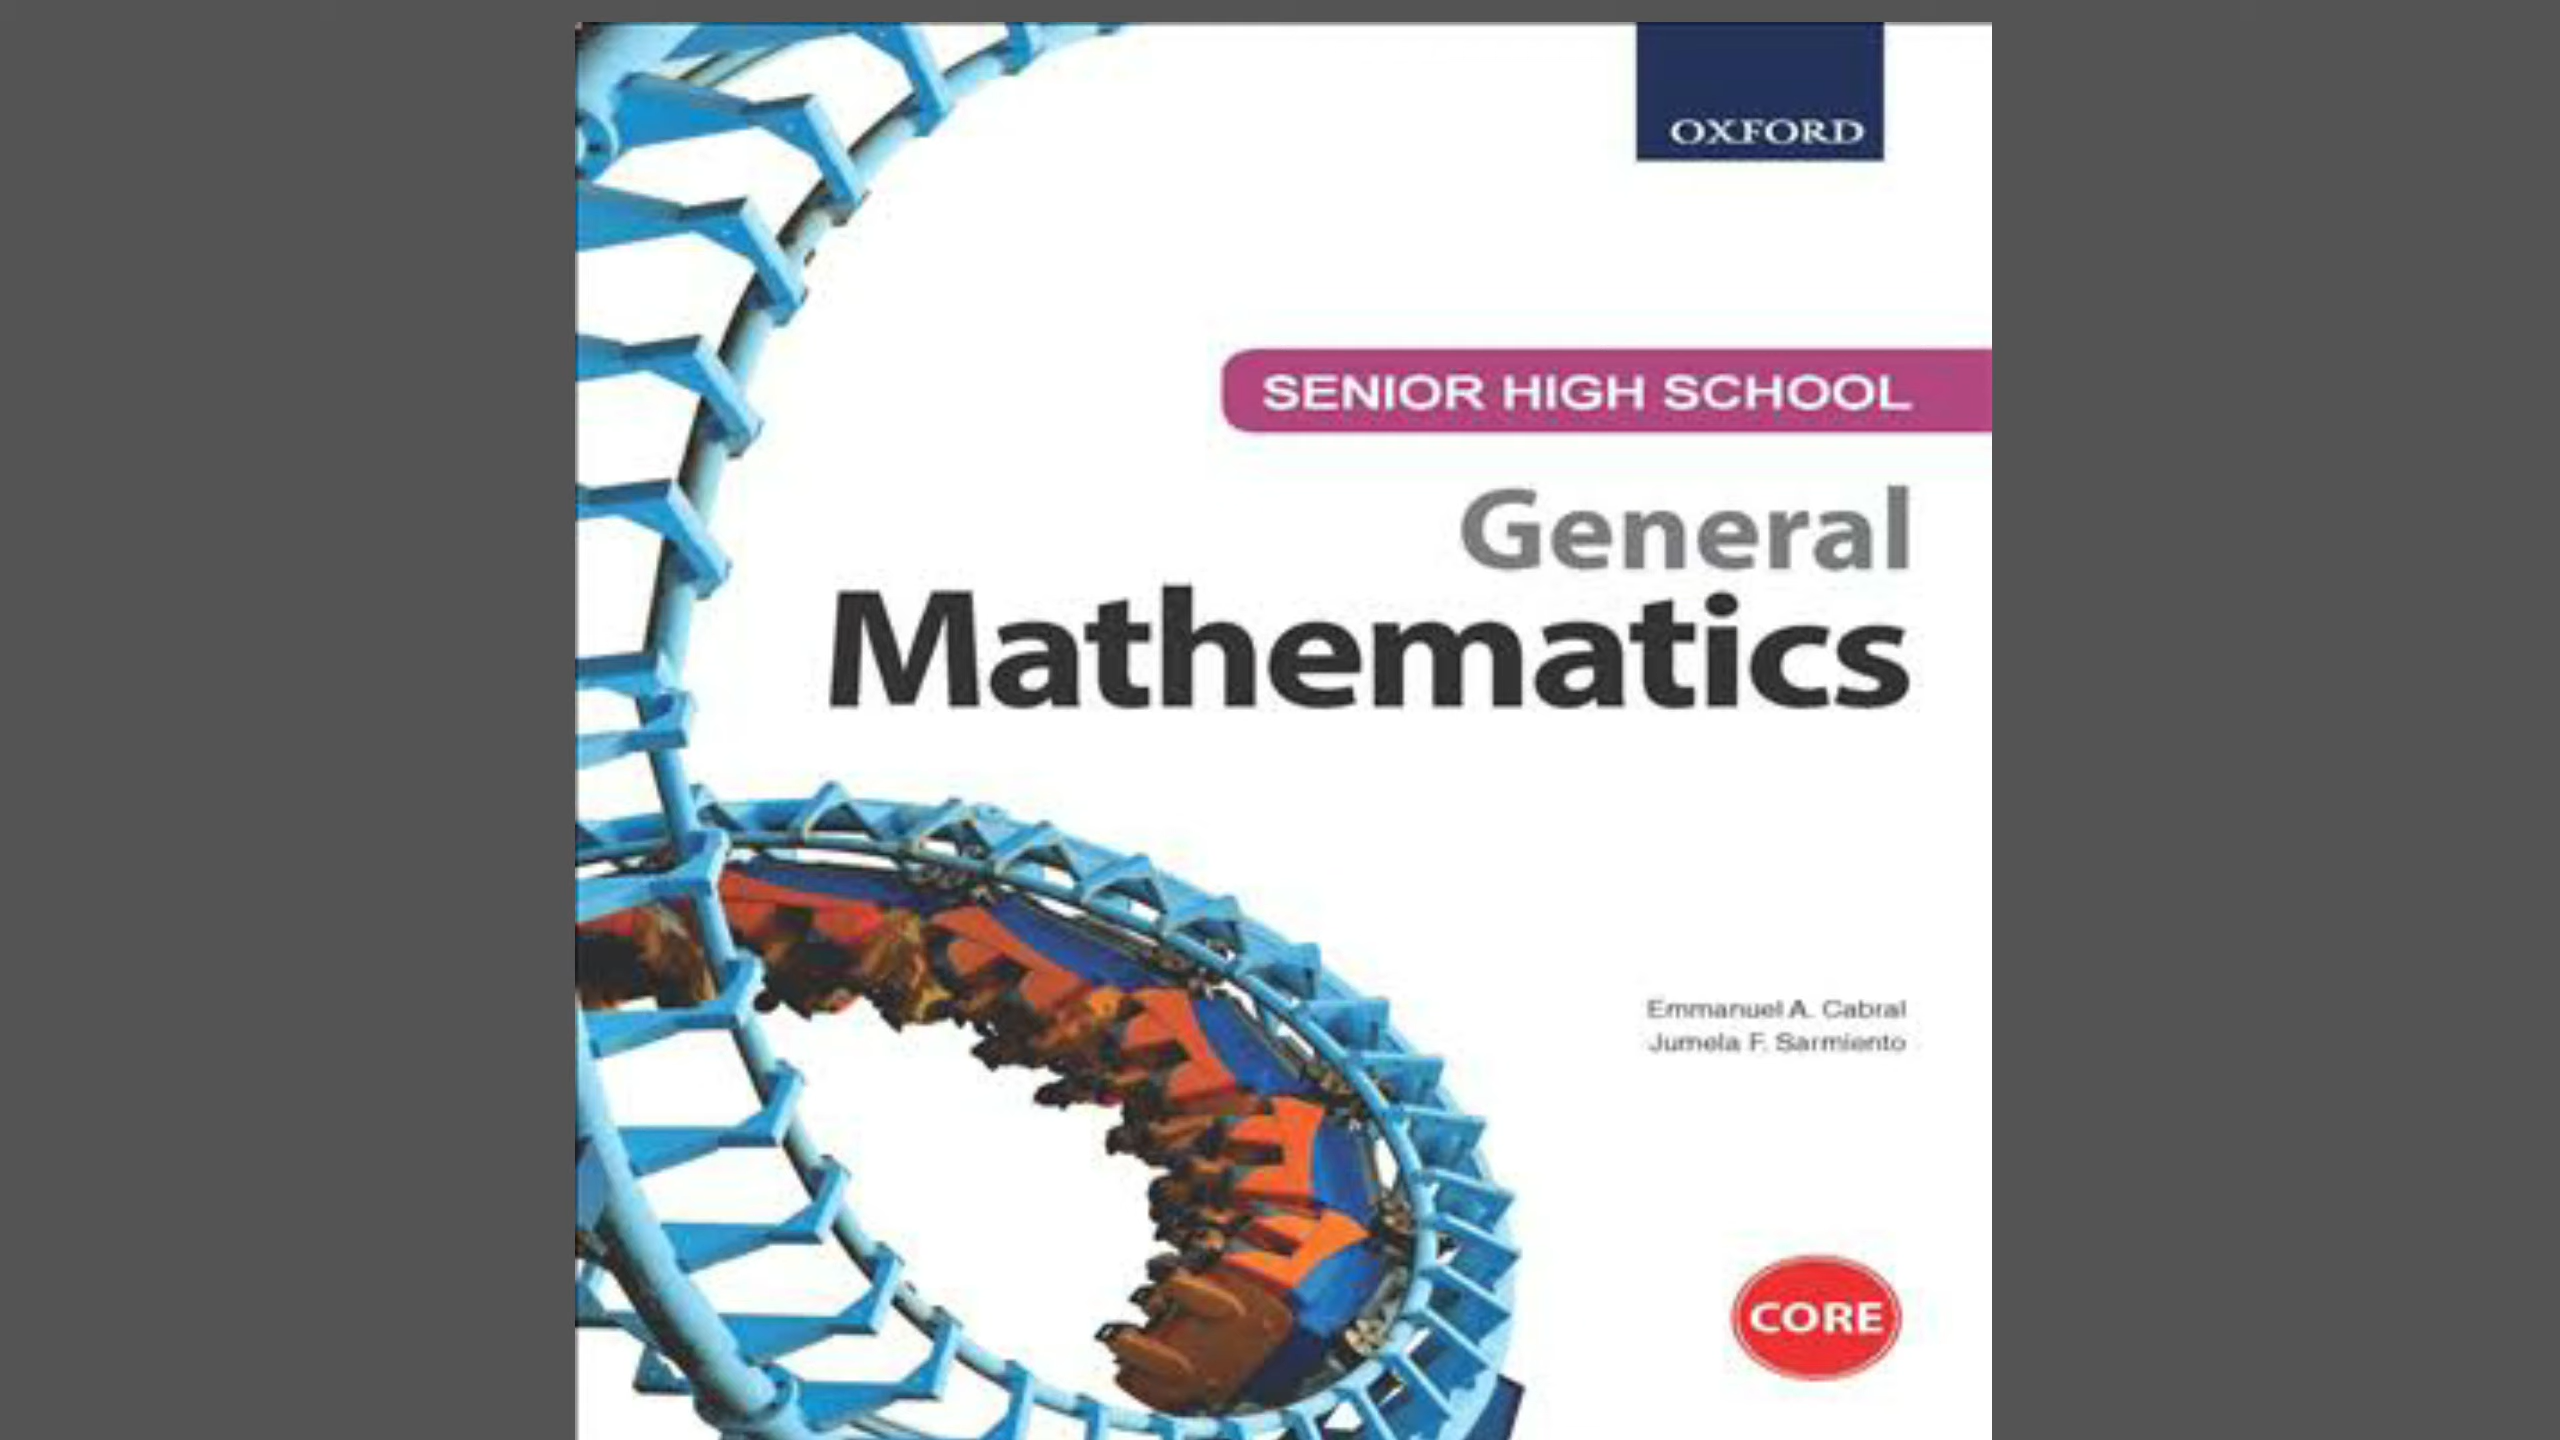 OXFORD
SENIOR HIGH SCHOOL
General
Mathematics
Emmanuel A. Cabral
Jumela F. Sarmiento
CORE